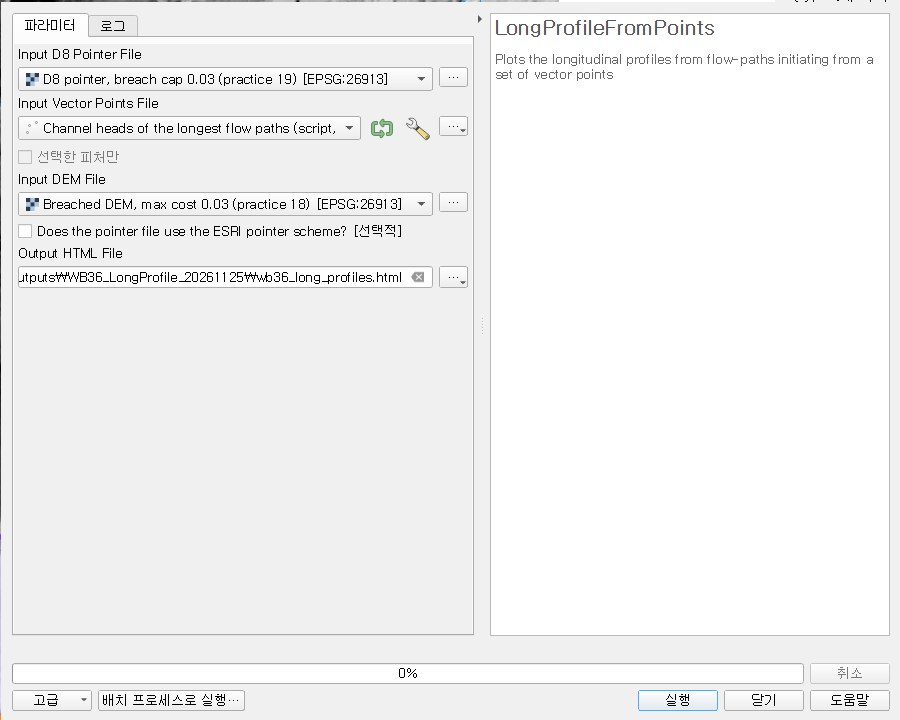 파라미터
로그
Input D8 Pointer File
D8 pointer, breach cap 0.03 (practice 19) [EPSG:26913]
Input Vector Points File
Channel heads of the longest flow paths (script,
선택한 피처만
Input DEM File
Breached DEM, max cost 0.03 (practice 18) [EPSG:26913]
Does the pointer file use the ESRI pointer scheme? [선택적]
Output HTML File
utputs₩WB36_LongProfile_20261125₩wb36_long_profiles.html
LongProfileFromPoints
Plots the longitudinal profiles from flow-paths initiating from a
set of vector points
0%
취소
고급
배치 프로세스로 실행…
실행
닫기
도움말